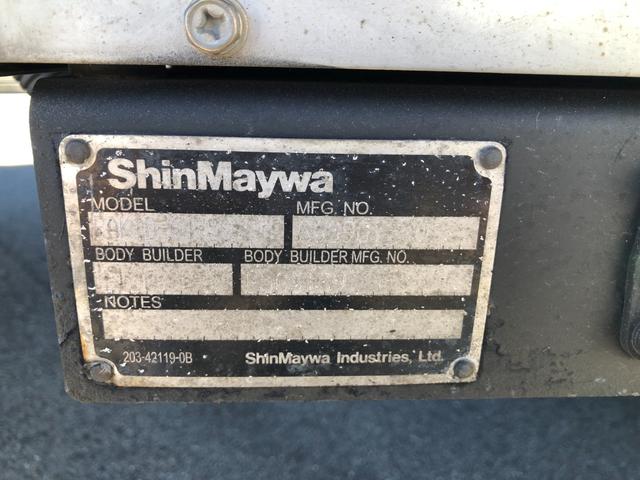 ShinMaywa
MODEL MFG. NO.
BODY BUILDER BODY BUILDER MFG. NO.
NOTES
203-42119-0B ShinMaywa Industries, Ltd.